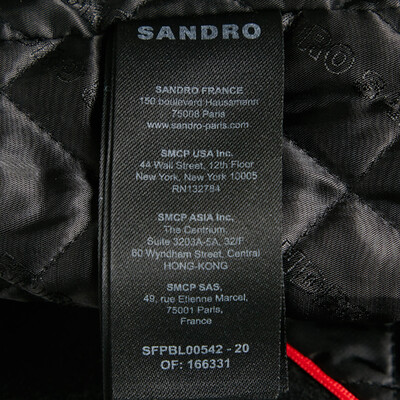 SANDRO
SANDRO FRANCE
150 boulevard Haussmann
75008 Paris
www.sandro-paris.com
SMCP USA Inc.
44 Wall Street, 12th Floor
New York, New York 10005
RN132784
SMCP ASIA Inc,
The Centrium,
Suite 3203A-5A, 32/F
60 Wyndham Street, Central
HONG-KONG
SMCP SAS,
49, rue Etienne Marcel,
75001 Paris,
France
SFPBL00542 - 20
OF: 166331